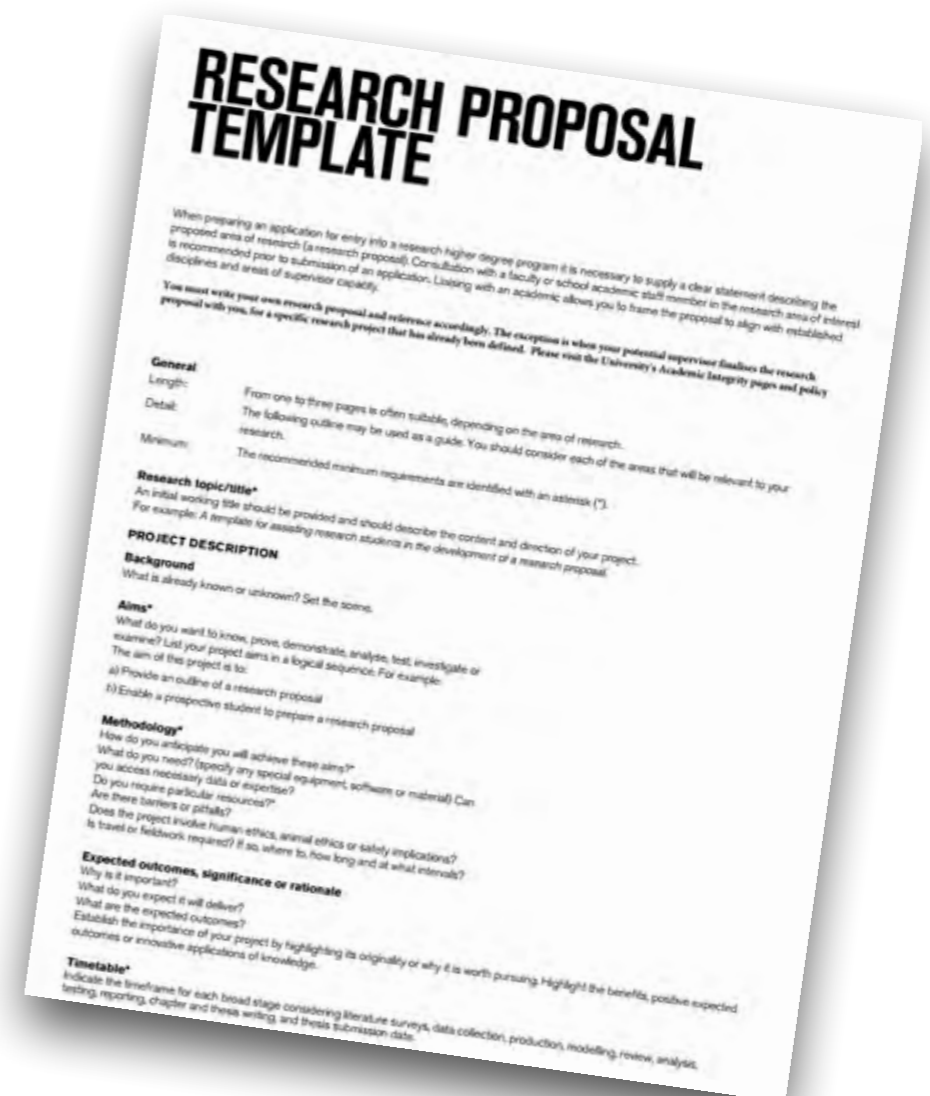 RESEARCH PROPOSAL
TEMPLATE
When preparing an application for entry into a research higher degree program it is necessary to supply a clear statement describing the
proposed area of research (a research proposal). Consultation with a faculty or school academic staff member in the research area of interest
is recommended prior to submission of an application. Liaising with an academic allows you to frame the proposal to align with established
disciplines and areas of supervisor capacity.
You must write your own research proposal and reference accordingly. The exception is when your potential supervisor finalises the research
proposal with you, for a specific research project that has already been defined. Please visit the University's Academic Integrity pages and policy
General
Length: From one to three pages is often suitable, depending on the area of research.
Detail: The following outline may be used as a guide. You should consider each of the areas that will be relevant to your
research.
Minimum: The recommended minimum requirements are identified with an asterisk (*).
Research topic/title*
An initial working title should be provided and should describe the content and direction of your project.
For example: A template for assisting research students in the development of a research proposal.
PROJECT DESCRIPTION
Background
What is already known or unknown? Set the scene.
Aims*
What do you want to know, prove, demonstrate, analyse, test, investigate or
examine? List your project aims in a logical sequence. For example:
The aim of this project is to:
a) Provide an outline of a research proposal
b) Enable a prospective student to prepare a research proposal
Methodology*
How do you anticipate you will achieve these aims?*
What do you need? (specify any special equipment, software or material) Can
you access necessary data or expertise?
Do you require particular resources?*
Are there barriers or pitfalls?
Does the project involve human ethics, animal ethics or safety implications?
Is travel or fieldwork required? If so, where to, how long and at what intervals?
Expected outcomes, significance or rationale
Why is it important?
What do you expect it will deliver?
What are the expected outcomes?
Establish the importance of your project by highlighting its originality or why it is worth pursuing. Highlight the benefits, positive expected
outcomes or innovative applications of knowledge.
Timetable*
Indicate the timeframe for each broad stage considering literature surveys, data collection, production, modelling, review, analysis,
testing, reporting, chapter and thesis writing, and thesis submission date.